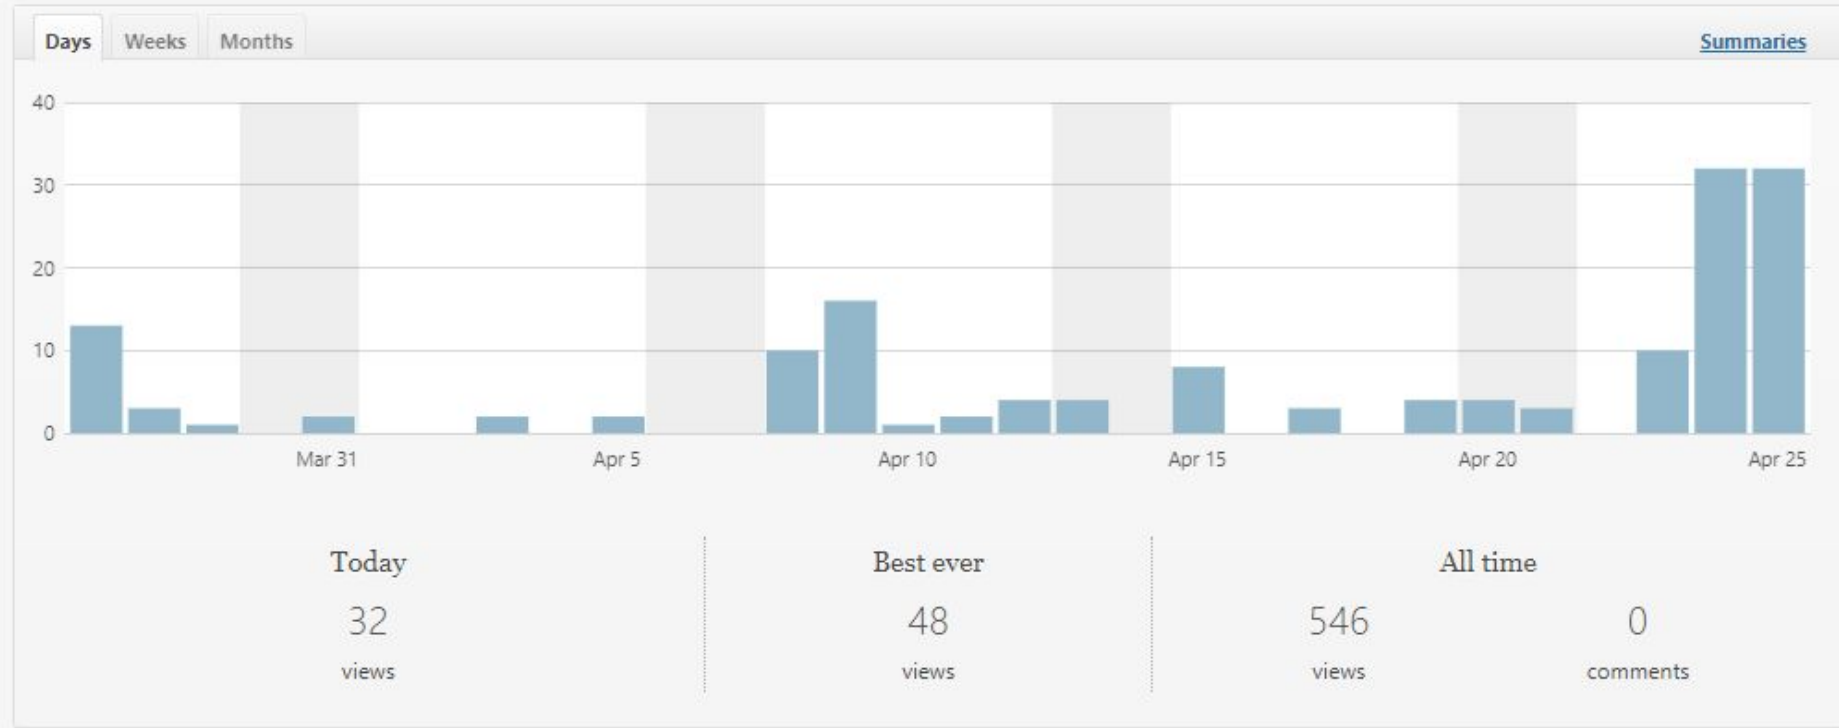 Days Weeks Months Summaries
40
30
20
10
0
Mar 31 Apr 5 Apr 10 Apr 15 Apr 20 Apr 25
Today Best ever All time
32 48 546 0
views views views comments